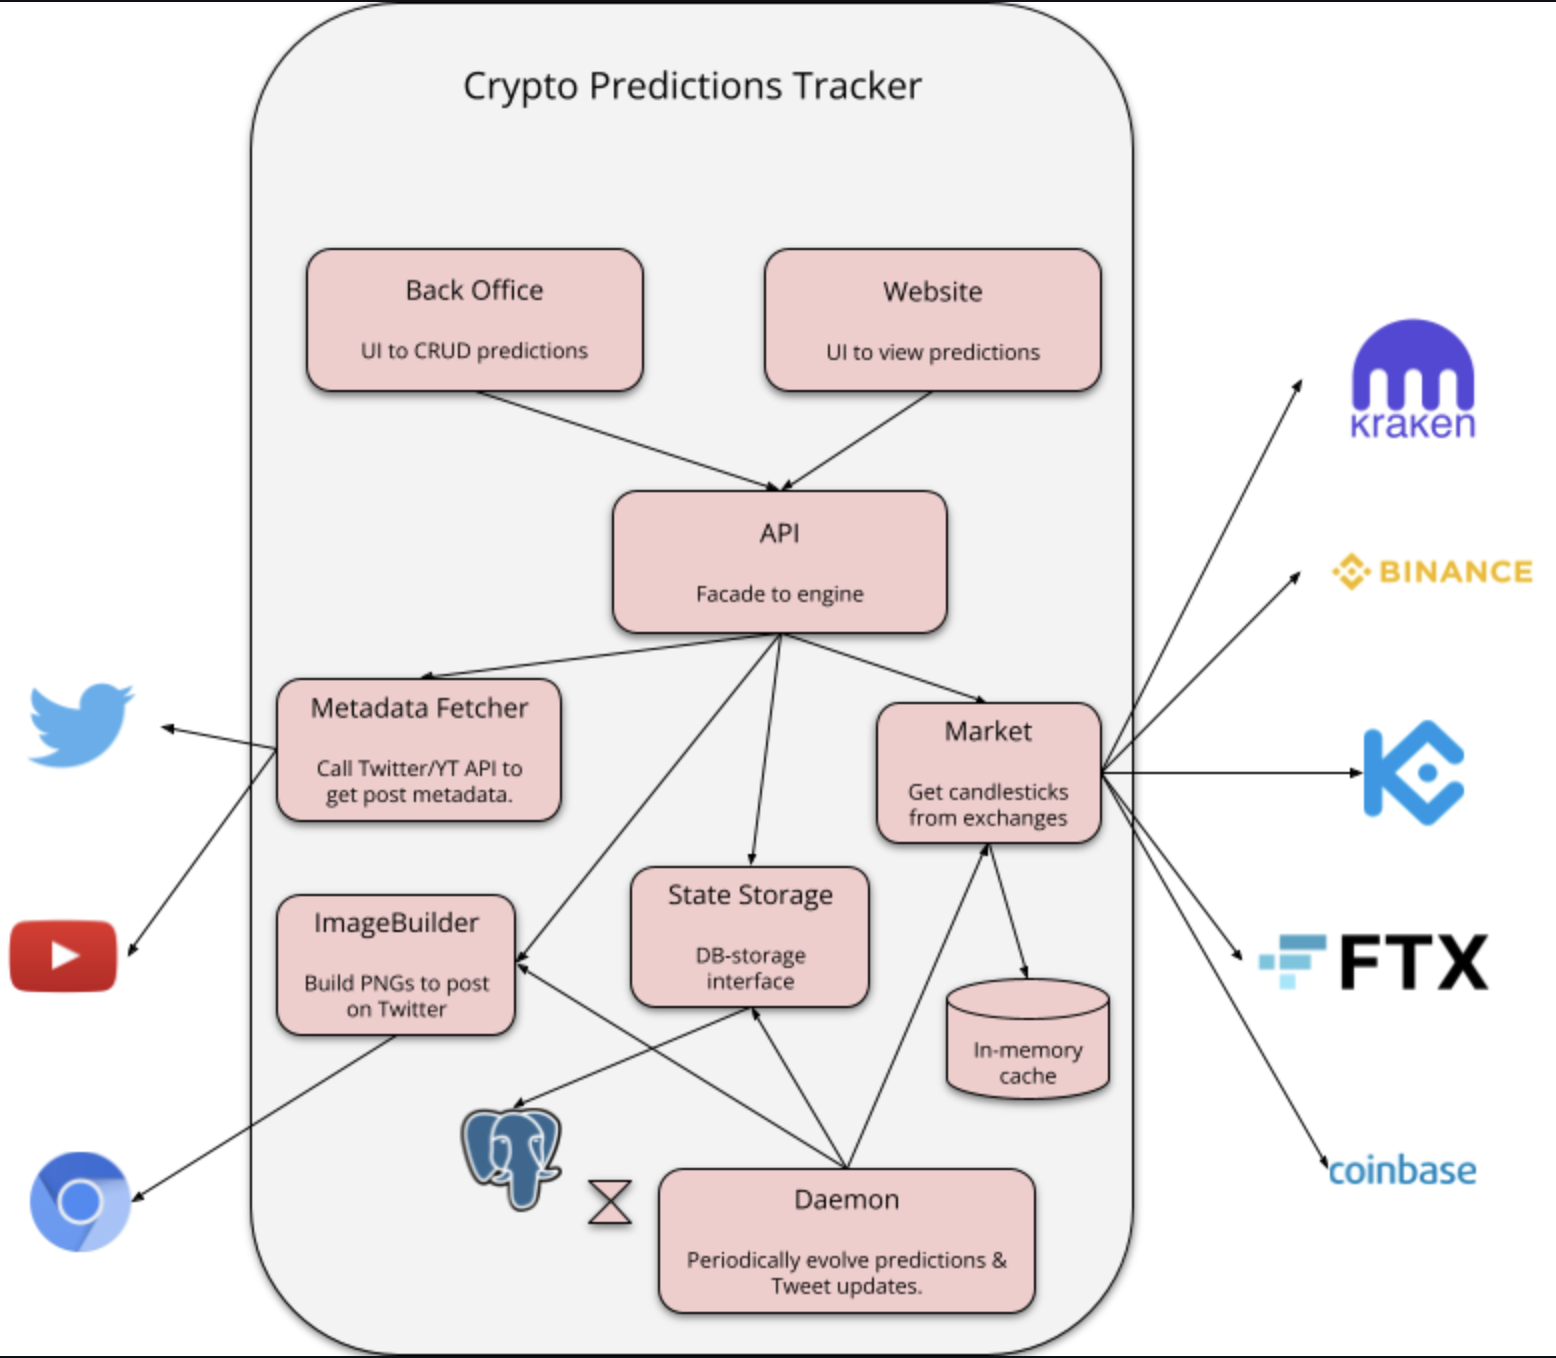 Crypto Predictions Tracker
Back Office
UI to CRUD predictions
Website
UI to view predictions
API
Facade to engine
Metadada Fetcher
Call Twitter/YT API to
get post metadata.
Market
Get candlesticks
from exchanges
ImageBuilder
Build PNGs to post
on Twitter
State Storage
DB-storage
interface
In-memory
cache
Daemon
Periodically evolve predictions &
Tweet updates.
kraken
BINANCE
FTX
coinbase